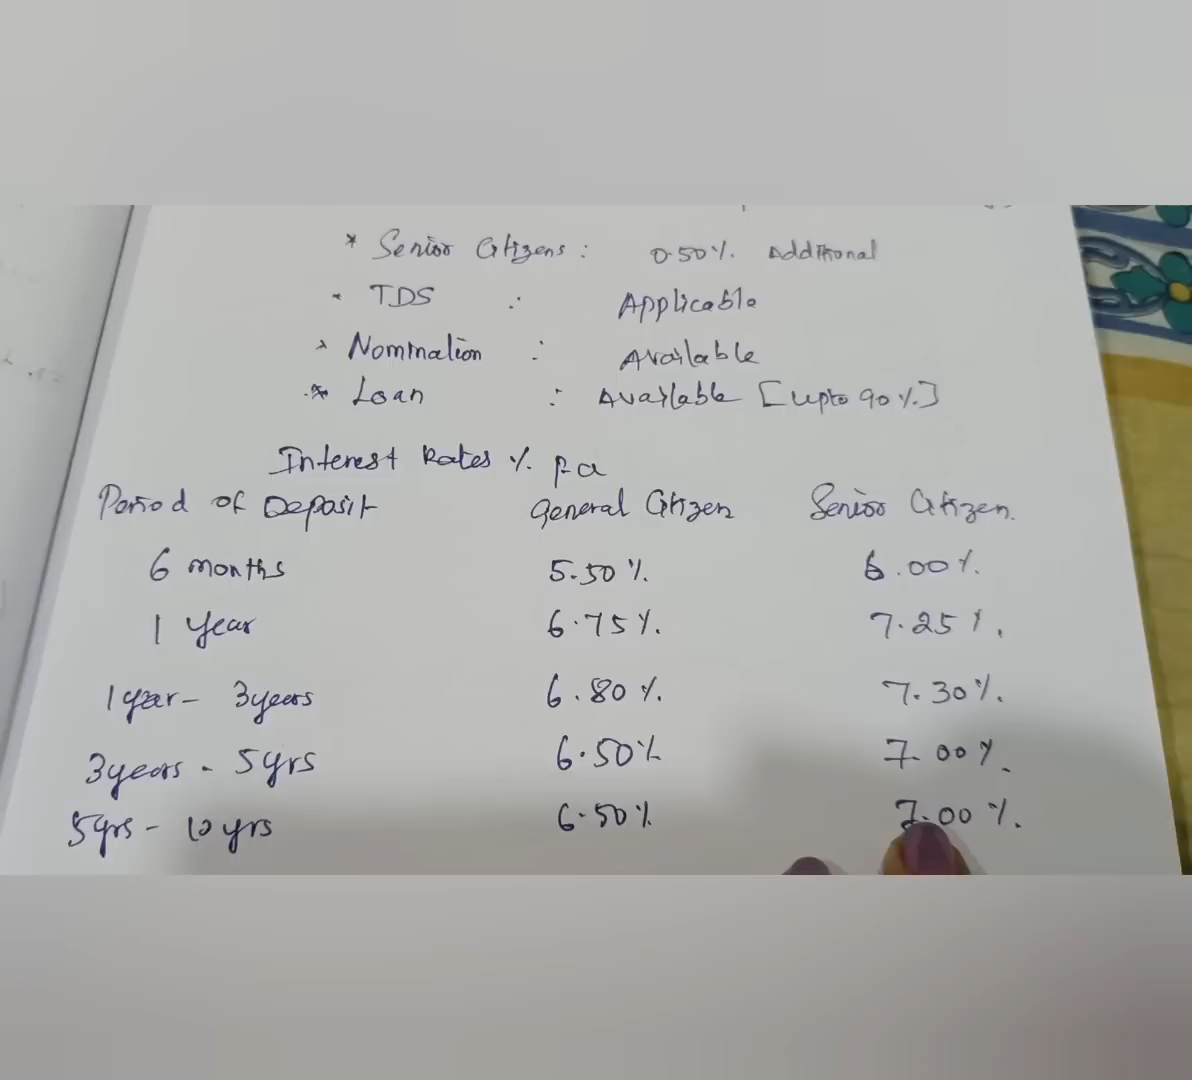 * Senior Citizens : 0.50% Additional
* TDS : Applicable
* Nomination : Available
* Loan : Available [upto 90%]
Interest Rates % pa
Period of Deposit General Citizen Senior Citizen.
6 months 5.50% 6.00%.
1 year 6.75%. 7.25%.
1 year - 3 years 6.80%. 7.30%.
3 years - 5 yrs 6.50% 7.00%.
5 yrs - 10 yrs 6.50% 7.00%.